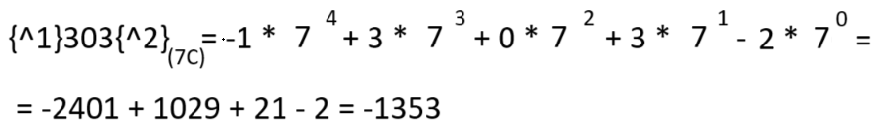 {^1}303{^2}(7C)= -1 * 7^4 + 3 * 7^3 + 0 * 7^2 + 3 * 7^1 - 2 * 7^0 =
= -2401 + 1029 + 21 - 2 = -1353